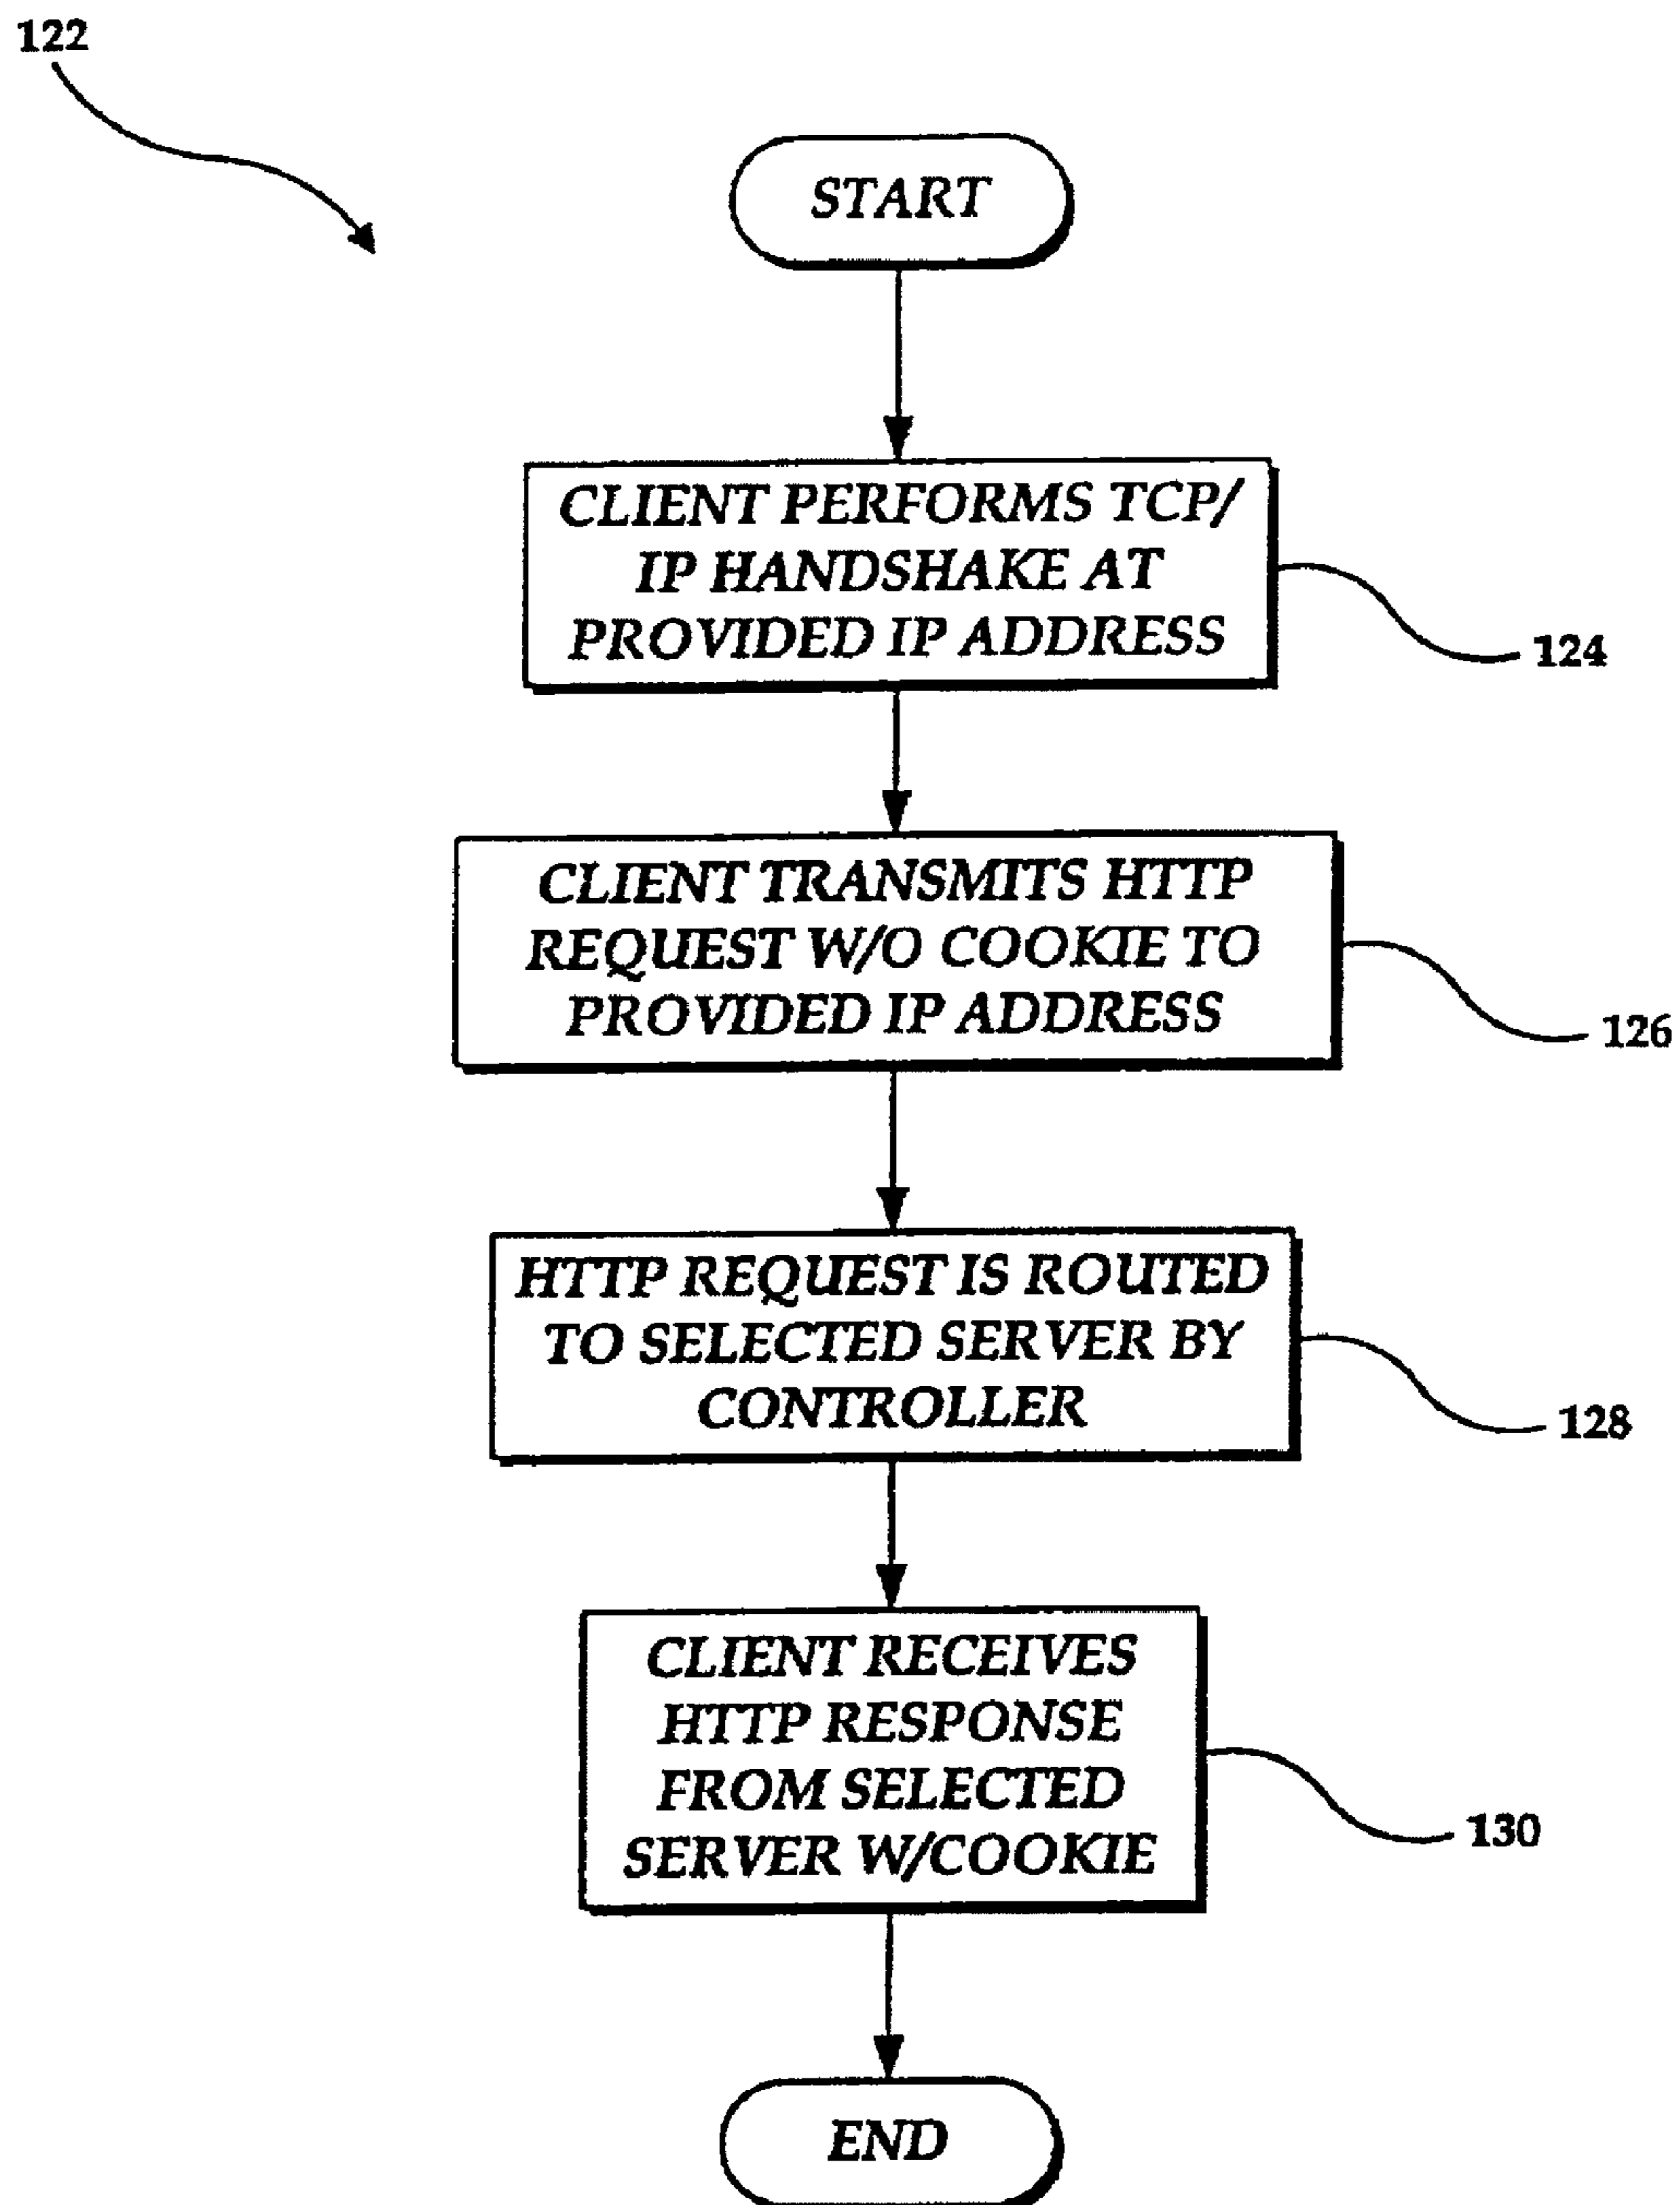 122
START
CLIENT PERFORMS TCP/
IP HANDSHAKE AT
PROVIDED IP ADDRESS
124
CLIENT TRANSMITS HTTP
REQUEST W/O COOKIE TO
PROVIDED IP ADDRESS
126
HTTP REQUEST IS ROUTED
TO SELECTED SERVER BY
CONTROLLER
128
CLIENT RECEIVES
HTTP RESPONSE
FROM SELECTED
SERVER W/COOKIE
130
END